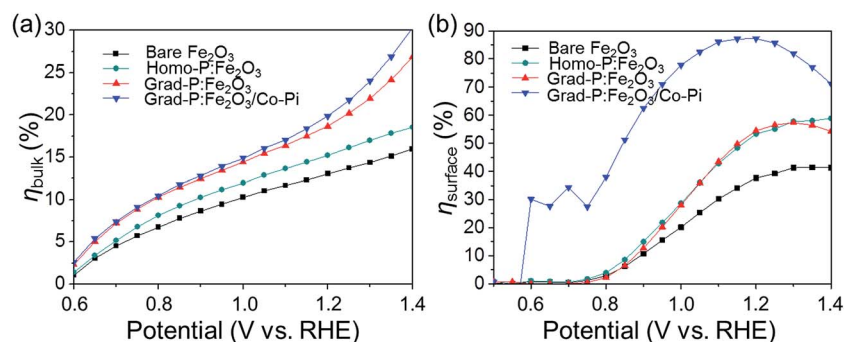 (a)
30
25
20
15
10
5
0
η_bulk (%)
Bare Fe₂O₃
Homo-P:Fe₂O₃
Grad-P:Fe₂O₃
Grad-P:Fe₂O₃/Co-Pi
0.6 0.8 1.0 1.2 1.4
Potential (V vs. RHE)
(b)
90
80
70
60
50
40
30
20
10
0
η_surface (%)
Bare Fe₂O₃
Homo-P:Fe₂O₃
Grad-P:Fe₂O₃
Grad-P:Fe₂O₃/Co-Pi
0.6 0.8 1.0 1.2 1.4
Potential (V vs. RHE)